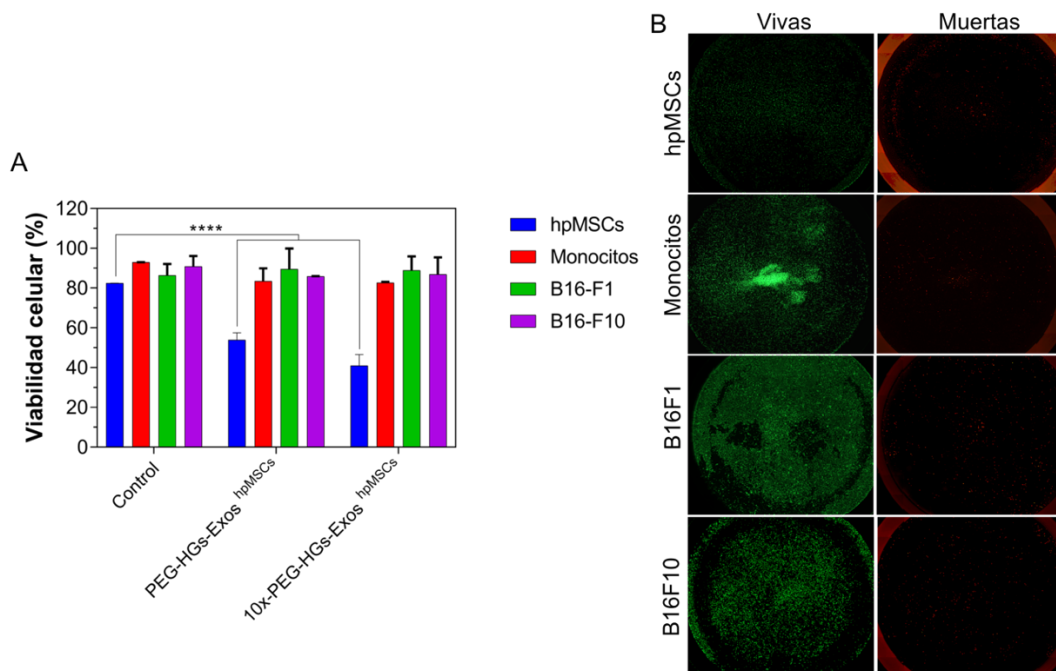 A
Viabilidad celular (%)
120
100
80
60
40
20
0
****
Control
PEG-HGs-Exos hpMSCs
10x-PEG-HGs-Exos hpMSCs
hpMSCs
Monocitos
B16-F1
B16-F10
B
Vivas Muertas
hpMSCs
Monocitos
B16F1
B16F10